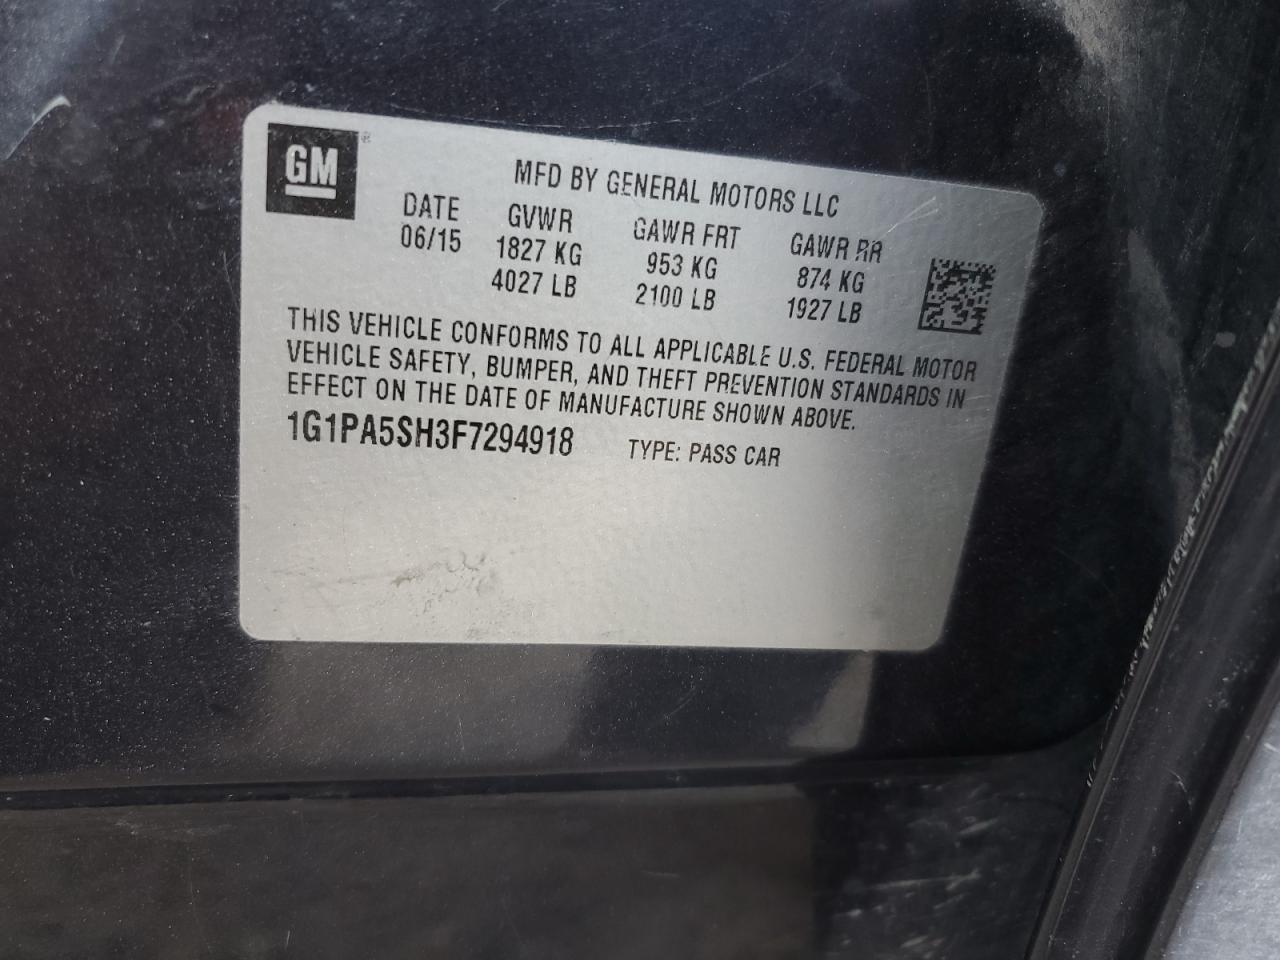 GM
®
MFD BY GENERAL MOTORS LLC
DATE GVWR GAWR FRT GAWR RR
06/15 1827 KG 953 KG 874 KG
4027 LB 2100 LB 1927 LB
THIS VEHICLE CONFORMS TO ALL APPLICABLE U.S. FEDERAL MOTOR
VEHICLE SAFETY, BUMPER, AND THEFT PREVENTION STANDARDS IN
EFFECT ON THE DATE OF MANUFACTURE SHOWN ABOVE.
1G1PA5SH3F7294918 TYPE: PASS CAR